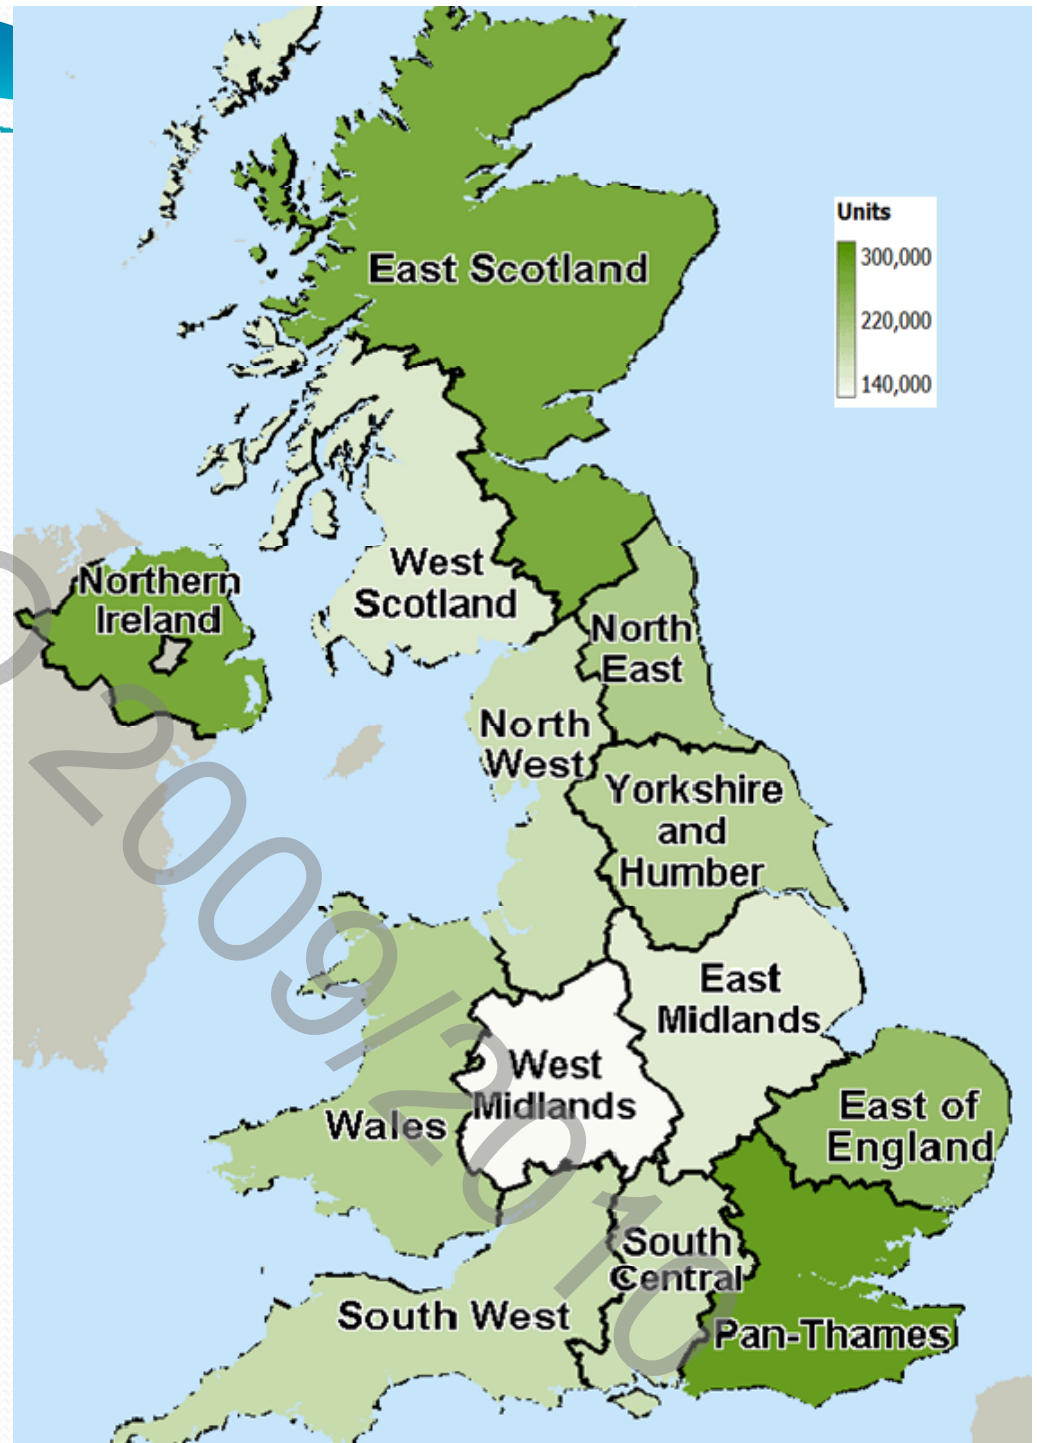 Units
300,000
220,000
140,000
East Scotland
West
Scotland
Northern
Ireland
North
East
North
West
Yorkshire
and
Humber
East
Midlands
West
Midlands
Wales
East of
England
South
Central
South West
Pan-Thames
2009/2010